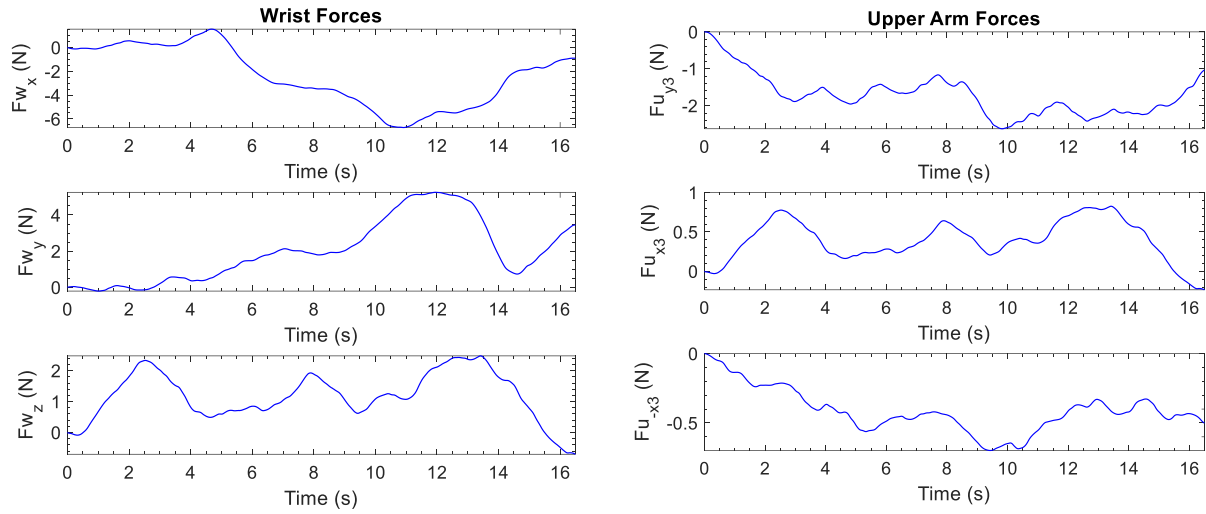 Wrist Forces
0
-2
-4
-6
Fw_x (N)
0 2 4 6 8 10 12 14 16
Time (s)
4
2
0
Fw_y (N)
0 2 4 6 8 10 12 14 16
Time (s)
2
1
0
Fw_z (N)
0 2 4 6 8 10 12 14 16
Time (s)
Upper Arm Forces
0
-1
-2
Fu_y3 (N)
0 2 4 6 8 10 12 14 16
Time (s)
1
0.5
0
Fu_x3 (N)
0 2 4 6 8 10 12 14 16
Time (s)
0
-0.5
Fu_-x3 (N)
0 2 4 6 8 10 12 14 16
Time (s)